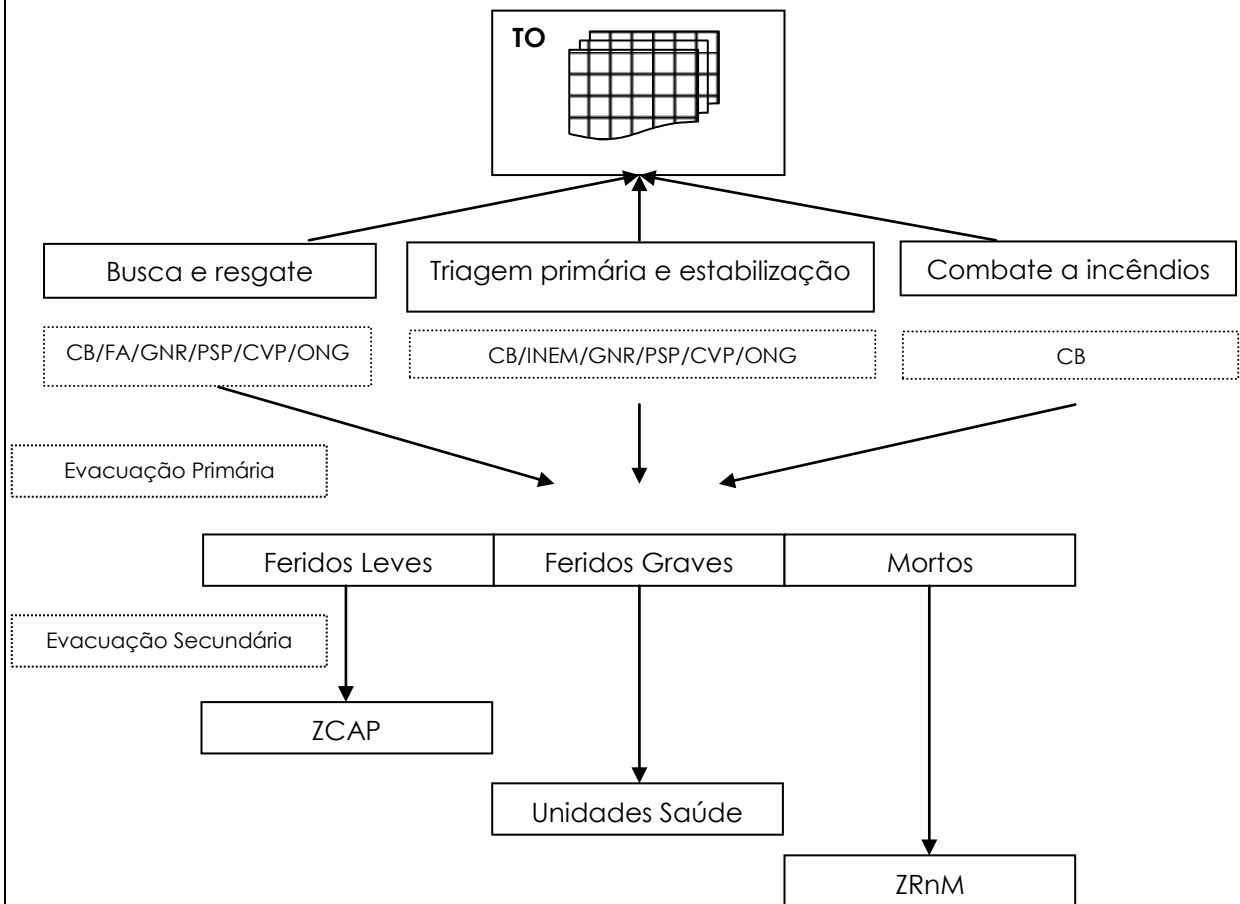 TO
Busca e resgate
Triagem primária e estabilização
Combate a incêndios
CB/FA/GNR/PSP/CVP/ONG
CB/INEM/GNR/PSP/CVP/ONG
CB
Evacuação Primária
Feridos Leves
Feridos Graves
Mortos
Evacuação Secundária
ZCAP
Unidades Saúde
ZRnM